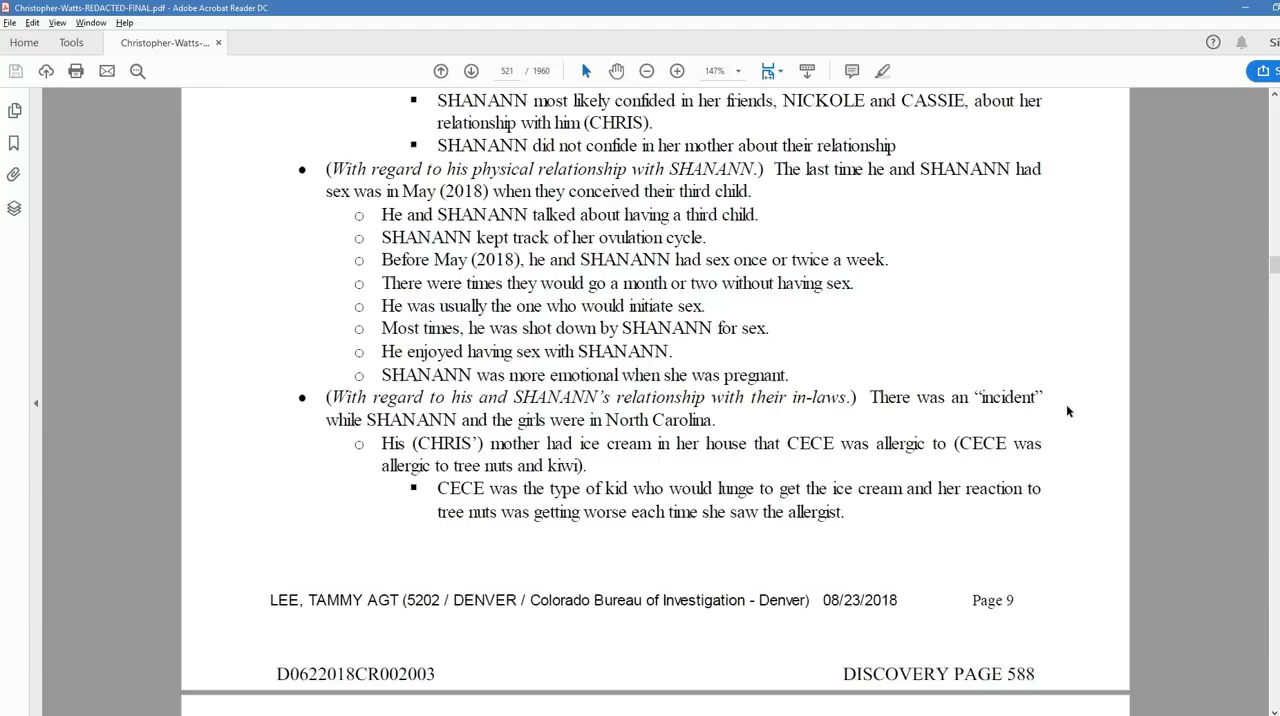 Christopher-Watts-REDACTED-FINAL.pdf - Adobe Acrobat Reader DC
File Edit View Window Help
Home Tools Christopher-Watts-... ×
521 / 1960 147%
SHANANN most likely confided in her friends, NICKOLE and CASSIE, about her
relationship with him (CHRIS).
SHANANN did not confide in her mother about their relationship
(With regard to his physical relationship with SHANANN.) The last time he and SHANANN had
sex was in May (2018) when they conceived their third child.
He and SHANANN talked about having a third child.
SHANANN kept track of her ovulation cycle.
Before May (2018), he and SHANANN had sex once or twice a week.
There were times they would go a month or two without having sex.
He was usually the one who would initiate sex.
Most times, he was shot down by SHANANN for sex.
He enjoyed having sex with SHANANN.
SHANANN was more emotional when she was pregnant.
(With regard to his and SHANANN's relationship with their in-laws.) There was an “incident”
while SHANANN and the girls were in North Carolina.
His (CHRIS’) mother had ice cream in her house that CECE was allergic to (CECE was
allergic to tree nuts and kiwi).
CECE was the type of kid who would lunge to get the ice cream and her reaction to
tree nuts was getting worse each time she saw the allergist.
LEE, TAMMY AGT (5202 / DENVER / Colorado Bureau of Investigation - Denver) 08/23/2018 Page 9
D0622018CR002003 DISCOVERY PAGE 588